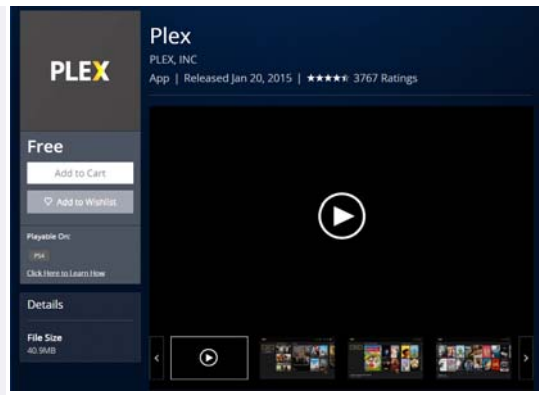 PLEX
Free
Add to Cart
Add to Wishlist
Playable On:
PS4
Click Here to Learn How
Details
File Size
40.9MB
Plex
PLEX, INC
App | Released Jan 20, 2015 | ★★★★⯨ 3767 Ratings